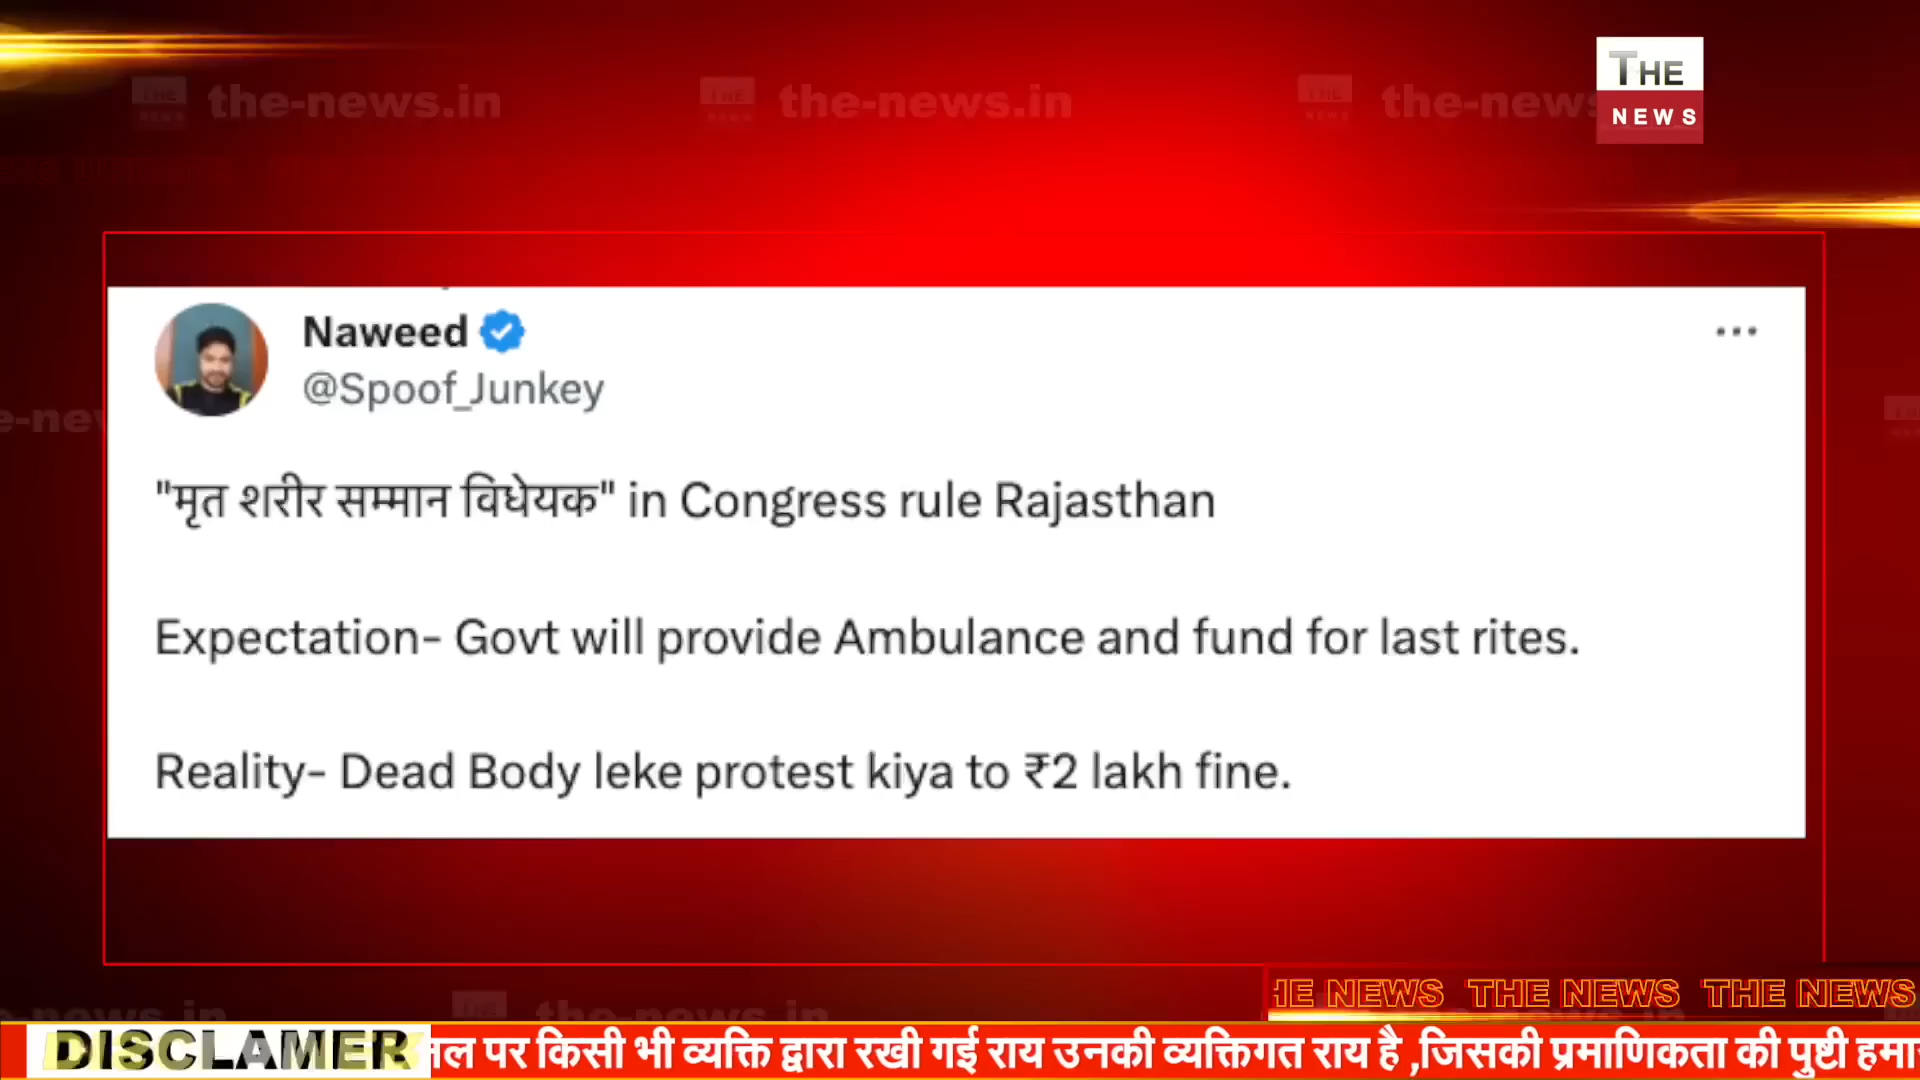 THE
NEWS
the-news.in
the-news.in
the-news
Naweed
@Spoof_Junkey
"मृत शरीर सम्मान विधेयक" in Congress rule Rajasthan
Expectation- Govt will provide Ambulance and fund for last rites.
Reality- Dead Body leke protest kiya to ₹2 lakh fine.
THE NEWS THE NEWS
DISCLAMER
पर किसी भी व्यक्ति द्वारा रखी गई राय उनकी व्यक्तिगत राय है ,जिसकी प्रमाणिकता की पुष्टी